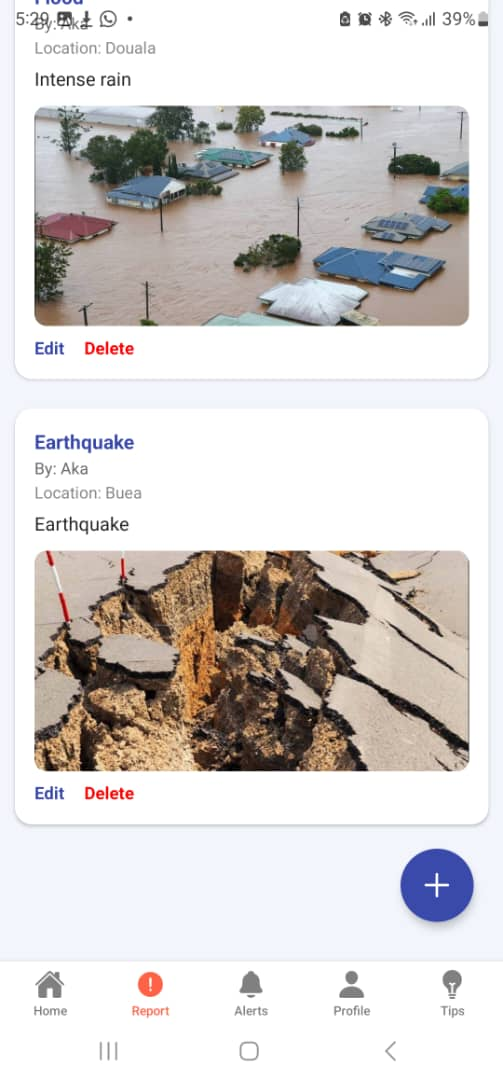 Flood
5:29
39%
By: Aka
Location: Douala
Intense rain
Edit Delete
Earthquake
By: Aka
Location: Buea
Earthquake
Edit Delete
Home Report Alerts Profile Tips